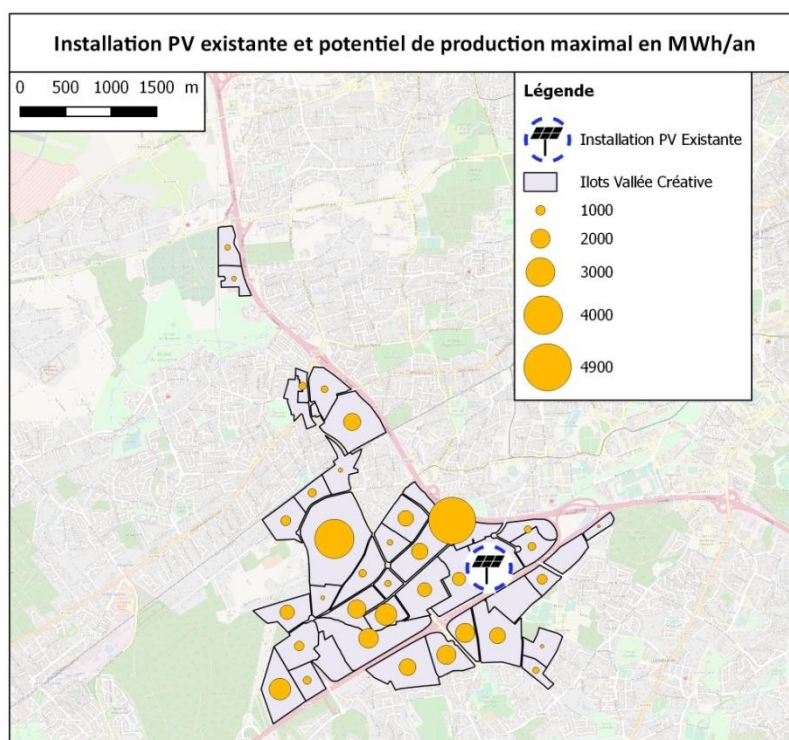 Installation PV existante et potentiel de production maximal en MWh/an
0 500 1000 1500 m
Légende
Installation PV Existante
Ilots Vallée Créative
1000
2000
3000
4000
4900